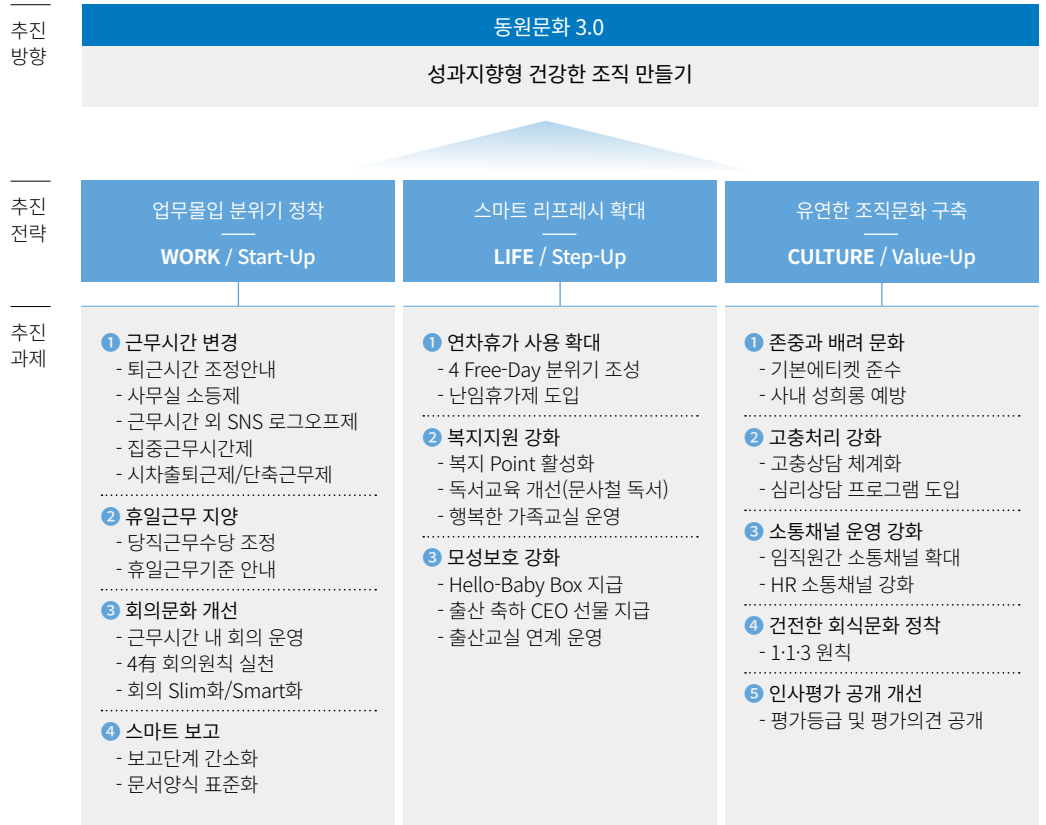 추진
방향
동원문화 3.0
성과지향형 건강한 조직 만들기
추진
전략
업무몰입 분위기 정착
WORK / Start-Up
스마트 리프레시 확대
LIFE / Step-Up
유연한 조직문화 구축
CULTURE / Value-Up
추진
과제
1 근무시간 변경
- 퇴근시간 조정안내
- 사무실 소등제
- 근무시간 외 SNS 로그오프제
- 집중근무시간제
- 시차출퇴근제/단축근무제
2 휴일근무 지양
- 당직근무수당 조정
- 휴일근무기준 안내
3 회의문화 개선
- 근무시간 내 회의 운영
- 4有 회의원칙 실천
- 회의 Slim화/Smart화
4 스마트 보고
- 보고단계 간소화
- 문서양식 표준화
1 연차휴가 사용 확대
- 4 Free-Day 분위기 조성
- 난임휴가제 도입
2 복지지원 강화
- 복지 Point 활성화
- 독서교육 개선(문사철 독서)
- 행복한 가족교실 운영
3 모성보호 강화
- Hello-Baby Box 지급
- 출산 축하 CEO 선물 지급
- 출산교실 연계 운영
1 존중과 배려 문화
- 기본에티켓 준수
- 사내 성희롱 예방
2 고충처리 강화
- 고충상담 체계화
- 심리상담 프로그램 도입
3 소통채널 운영 강화
- 임직원간 소통채널 확대
- HR 소통채널 강화
4 건전한 회식문화 정착
- 1·1·3 원칙
5 인사평가 공개 개선
- 평가등급 및 평가의견 공개